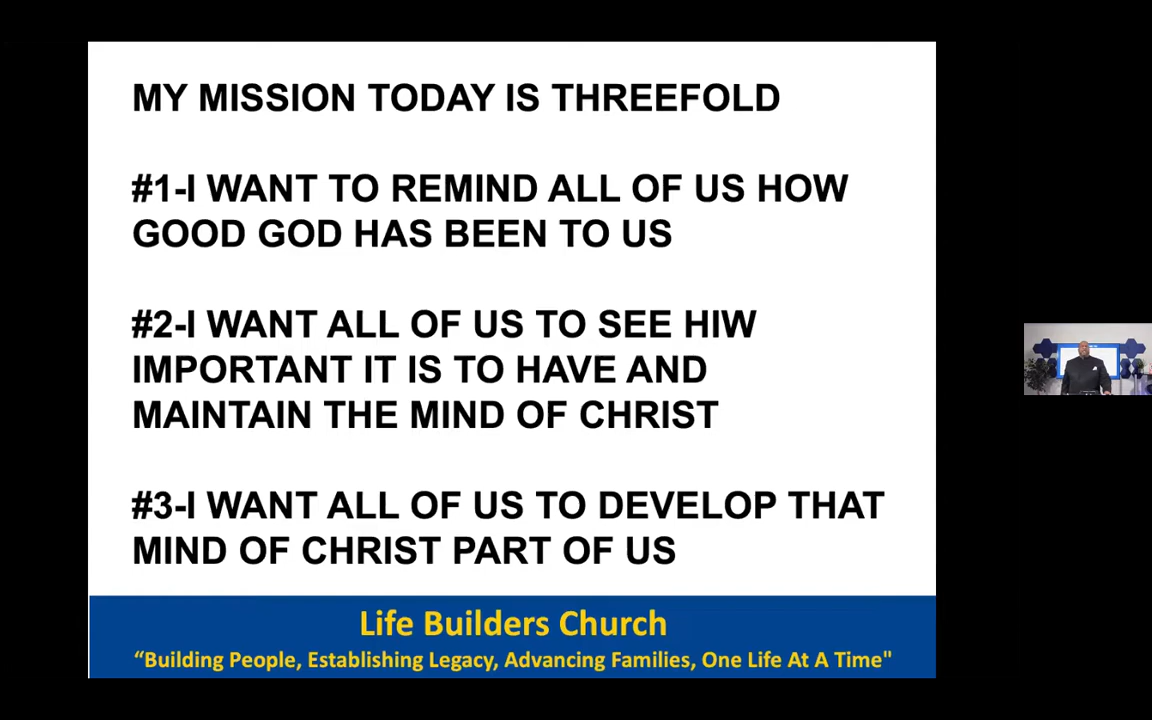 MY MISSION TODAY IS THREEFOLD
#1-I WANT TO REMIND ALL OF US HOW
GOOD GOD HAS BEEN TO US
#2-I WANT ALL OF US TO SEE HIW
IMPORTANT IT IS TO HAVE AND
MAINTAIN THE MIND OF CHRIST
#3-I WANT ALL OF US TO DEVELOP THAT
MIND OF CHRIST PART OF US
Life Builders Church
“Building People, Establishing Legacy, Advancing Families, One Life At A Time"